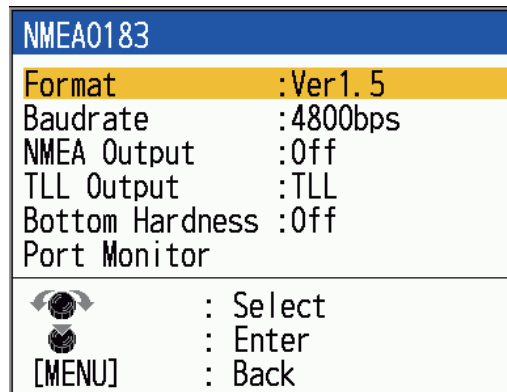 NMEA0183
Format :Ver1.5
Baudrate :4800bps
NMEA Output :Off
TLL Output :TLL
Bottom Hardness :Off
Port Monitor
: Select
: Enter
[MENU] : Back